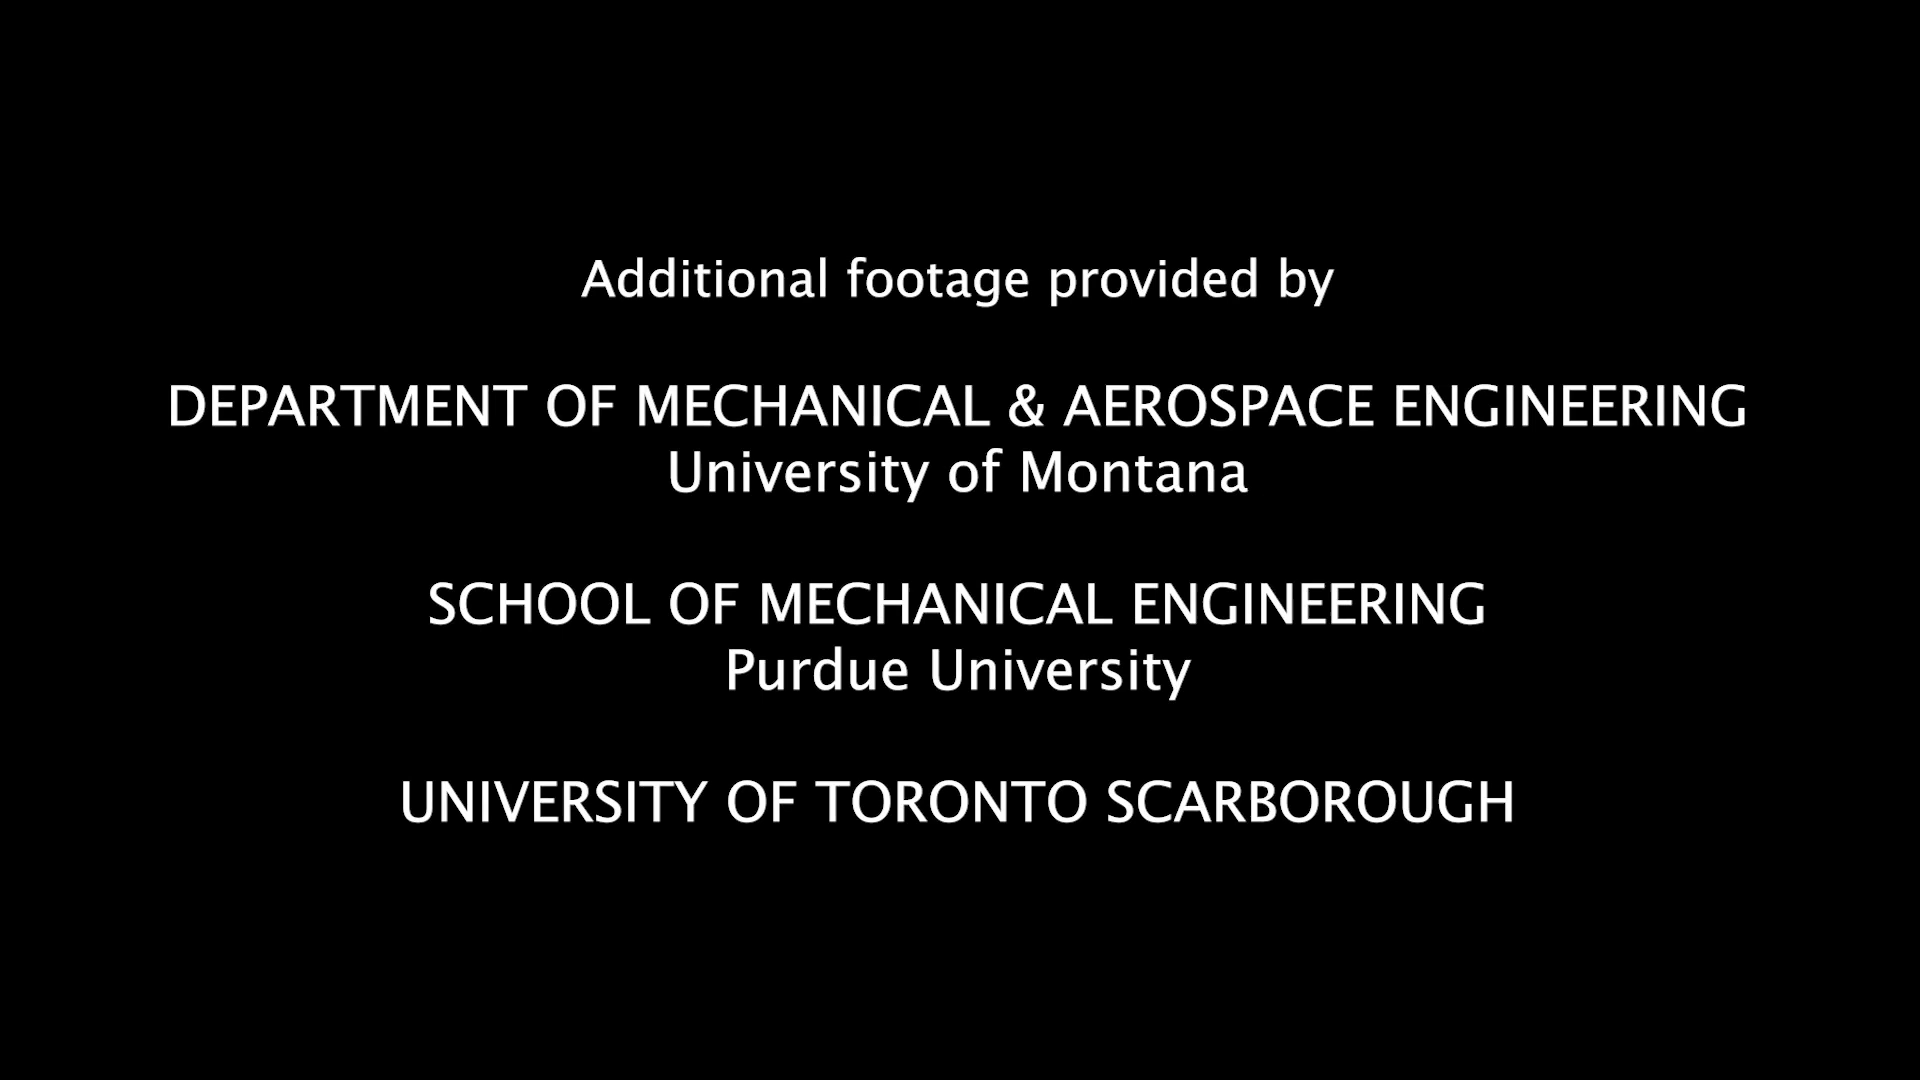 Additional footage provided by
DEPARTMENT OF MECHANICAL & AEROSPACE ENGINEERING
University of Montana
SCHOOL OF MECHANICAL ENGINEERING
Purdue University
UNIVERSITY OF TORONTO SCARBOROUGH